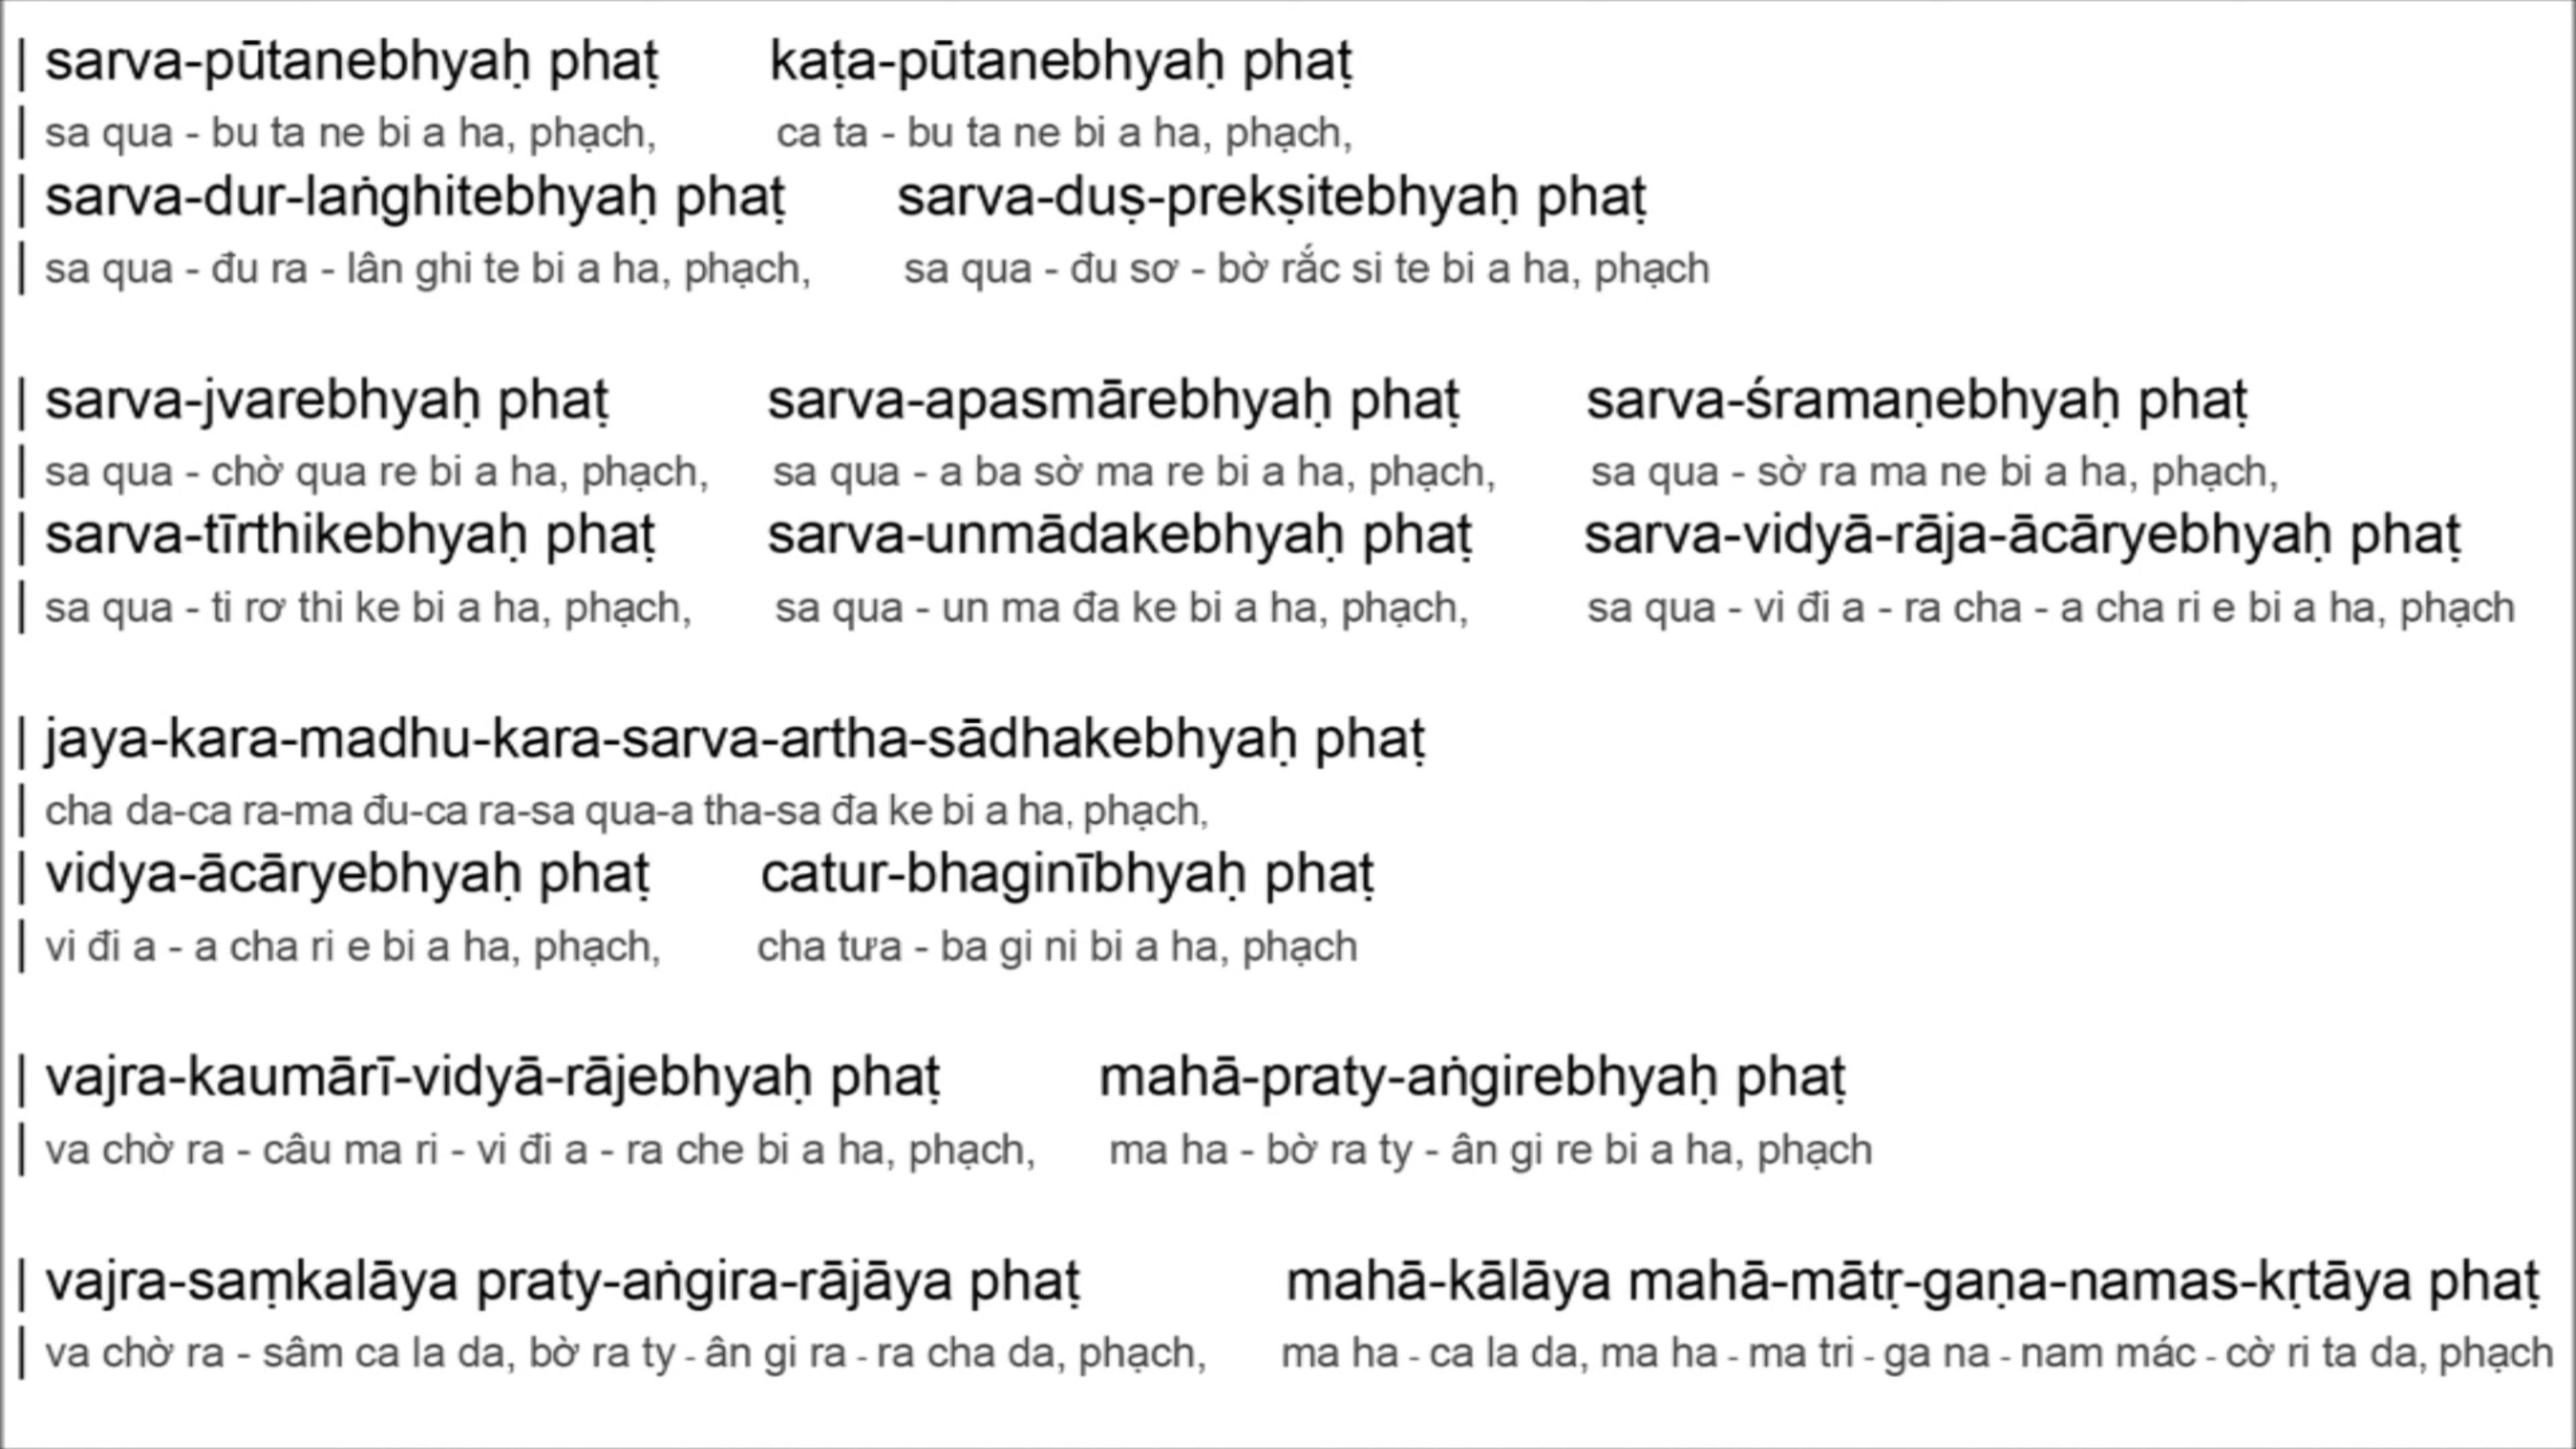 | sarva-pūtanebhyaḥ phaṭ kaṭa-pūtanebhyaḥ phaṭ
| sa qua - bu ta ne bi a ha, phạch, ca ta - bu ta ne bi a ha, phạch,
| sarva-dur-laṅghitebhyaḥ phaṭ sarva-duṣ-prekṣitebhyaḥ phaṭ
| sa qua - đu ra - lân ghi te bi a ha, phạch, sa qua - đu sơ - bờ rắc si te bi a ha, phạch
| sarva-jvarebhyaḥ phaṭ sarva-apasmārebhyaḥ phaṭ sarva-śramaṇebhyaḥ phaṭ
| sa qua - chờ qua re bi a ha, phạch, sa qua - a ba sờ ma re bi a ha, phạch, sa qua - sờ ra ma ne bi a ha, phạch,
| sarva-tīrthikebhyaḥ phaṭ sarva-unmādakebhyaḥ phaṭ sarva-vidyā-rāja-ācāryebhyaḥ phaṭ
| sa qua - ti rơ thi ke bi a ha, phạch, sa qua - un ma đa ke bi a ha, phạch, sa qua - vi đi a - ra cha - a cha ri e bi a ha, phạch
| jaya-kara-madhu-kara-sarva-artha-sādhakebhyaḥ phaṭ
| cha da-ca ra-ma đu-ca ra-sa qua-a tha-sa đa ke bi a ha, phạch,
| vidya-ācāryebhyaḥ phaṭ catur-bhaginībhyaḥ phaṭ
| vi đi a - a cha ri e bi a ha, phạch, cha tưa - ba gi ni bi a ha, phạch
| vajra-kaumārī-vidyā-rājebhyaḥ phaṭ mahā-praty-aṅgirebhyaḥ phaṭ
| va chờ ra - câu ma ri - vi đi a - ra che bi a ha, phạch, ma ha - bờ ra ty - ân gi re bi a ha, phạch
| vajra-saṃkalāya praty-aṅgira-rājāya phaṭ mahā-kālāya mahā-mātṛ-gaṇa-namas-kṛtāya phaṭ
| va chờ ra - sâm ca la da, bờ ra ty - ân gi ra - ra cha da, phạch, ma ha - ca la da, ma ha - ma tri - ga na - nam mác - cờ ri ta da, phạch